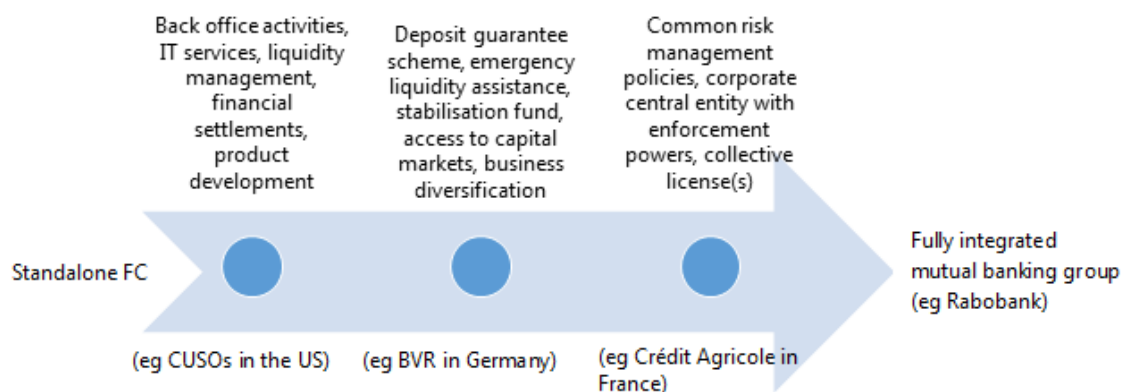 Back office activities,
IT services, liquidity
management,
financial
settlements,
product
development
Deposit guarantee
scheme, emergency
liquidity assistance,
stabilisation fund,
access to capital
markets, business
diversification
Common risk
management
policies, corporate
central entity with
enforcement
powers, collective
license(s)
Standalone FC
Fully integrated
mutual banking group
(eg Rabobank)
(eg CUSOs in the US)
(eg BVR in Germany)
(eg Crédit Agricole in
France)